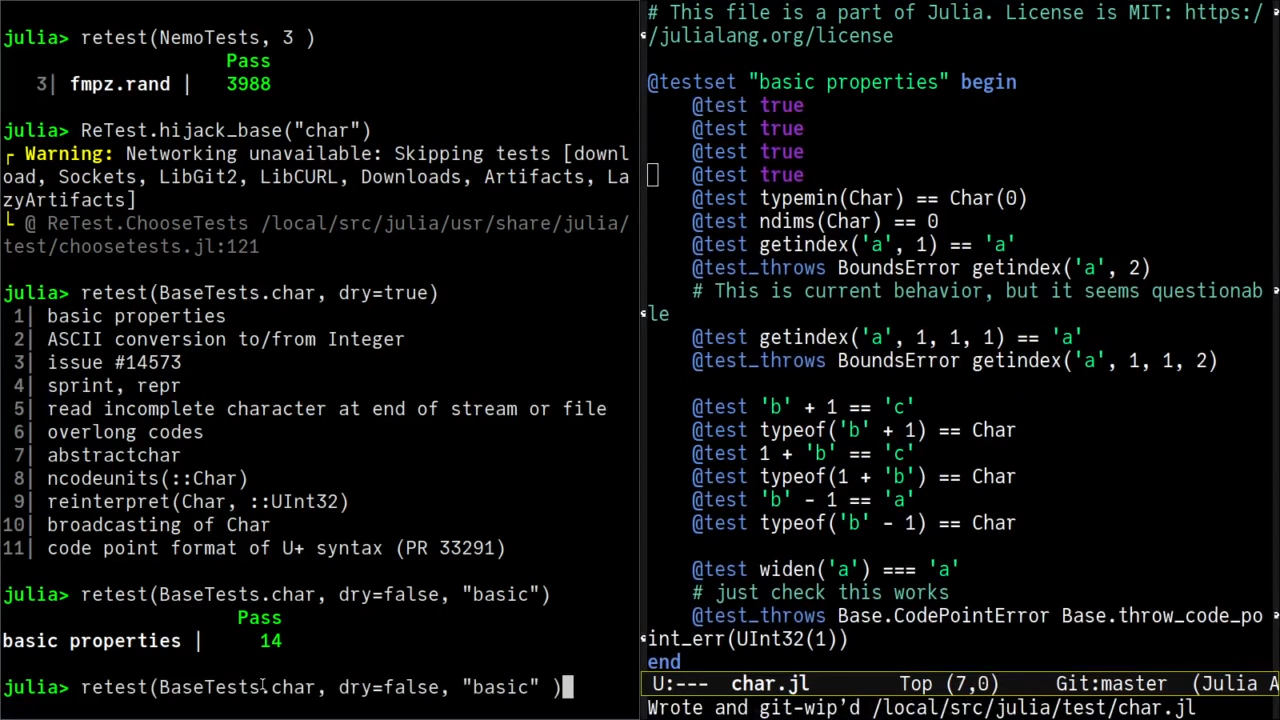 julia> retest(NemoTests, 3 )
Pass
3| fmpz.rand | 3988
julia> ReTest.hijack_base("char")
┌ Warning: Networking unavailable: Skipping tests [downl
oad, Sockets, LibGit2, LibCURL, Downloads, Artifacts, La
zyArtifacts]
└ @ ReTest.ChooseTests /local/src/julia/usr/share/julia/
test/choosetests.jl:121
julia> retest(BaseTests.char, dry=true)
1| basic properties
2| ASCII conversion to/from Integer
3| issue #14573
4| sprint, repr
5| read incomplete character at end of stream or file
6| overlong codes
7| abstractchar
8| ncodeunits(::Char)
9| reinterpret(Char, ::UInt32)
10| broadcasting of Char
11| code point format of U+ syntax (PR 33291)
julia> retest(BaseTests.char, dry=false, "basic")
Pass
basic properties | 14
julia> retest(BaseTests.char, dry=false, "basic" )
# This file is a part of Julia. License is MIT: https:/
/julialang.org/license
@testset "basic properties" begin
@test true
@test true
@test true
@test true
@test typemin(Char) == Char(0)
@test ndims(Char) == 0
@test getindex('a', 1) == 'a'
@test_throws BoundsError getindex('a', 2)
# This is current behavior, but it seems questionab
le
@test getindex('a', 1, 1, 1) == 'a'
@test_throws BoundsError getindex('a', 1, 1, 2)
@test 'b' + 1 == 'c'
@test typeof('b' + 1) == Char
@test 1 + 'b' == 'c'
@test typeof(1 + 'b') == Char
@test 'b' - 1 == 'a'
@test typeof('b' - 1) == Char
@test widen('a') === 'a'
# just check this works
@test_throws Base.CodePointError Base.throw_code_po
int_err(UInt32(1))
end
U:--- char.jl Top (7,0) Git:master (Julia A
Wrote and git-wip'd /local/src/julia/test/char.jl